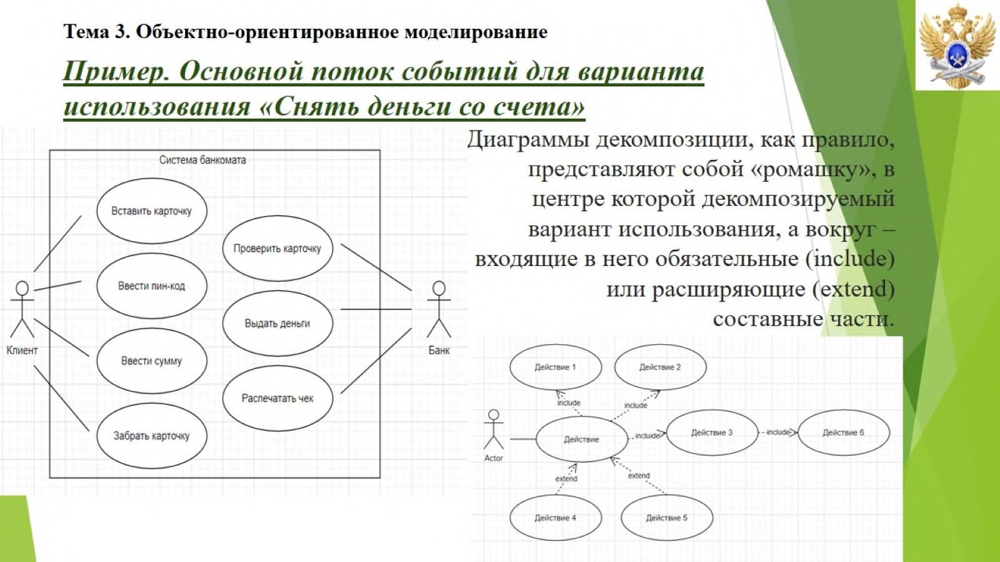 Тема 3. Объектно-ориентированное моделирование
Пример. Основной поток событий для варианта
использования «Снять деньги со счета»
Диаграммы декомпозиции, как правило,
представляют собой «ромашку», в
центре которой декомпозируемый
вариант использования, а вокруг –
входящие в него обязательные (include)
или расширяющие (extend)
составные части.
Система банкомата
Вставить карточку
Проверить карточку
Ввести пин-код
Выдать деньги
Клиент
Банк
Ввести сумму
Распечатать чек
Забрать карточку
Действие 1
Действие 2
include
include
Действие 3
include
Действие 6
Действие
incluide
Actor
extend
extend
Действие 4
Действие 5